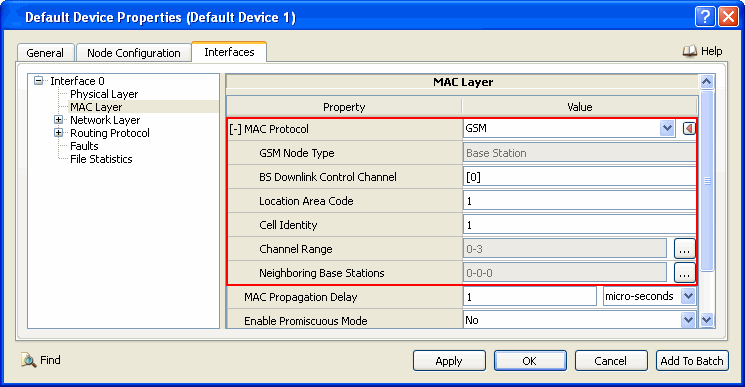 Default Device Properties (Default Device 1)
General Node Configuration Interfaces Help
Interface 0
Physical Layer
MAC Layer
Network Layer
Routing Protocol
Faults
File Statistics
MAC Layer
Property Value
[-] MAC Protocol GSM
GSM Node Type Base Station
BS Downlink Control Channel [0]
Location Area Code 1
Cell Identity 1
Channel Range 0-3 ...
Neighboring Base Stations 0-0-0 ...
MAC Propagation Delay 1 micro-seconds
Enable Promiscuous Mode No
Find Apply OK Cancel Add To Batch